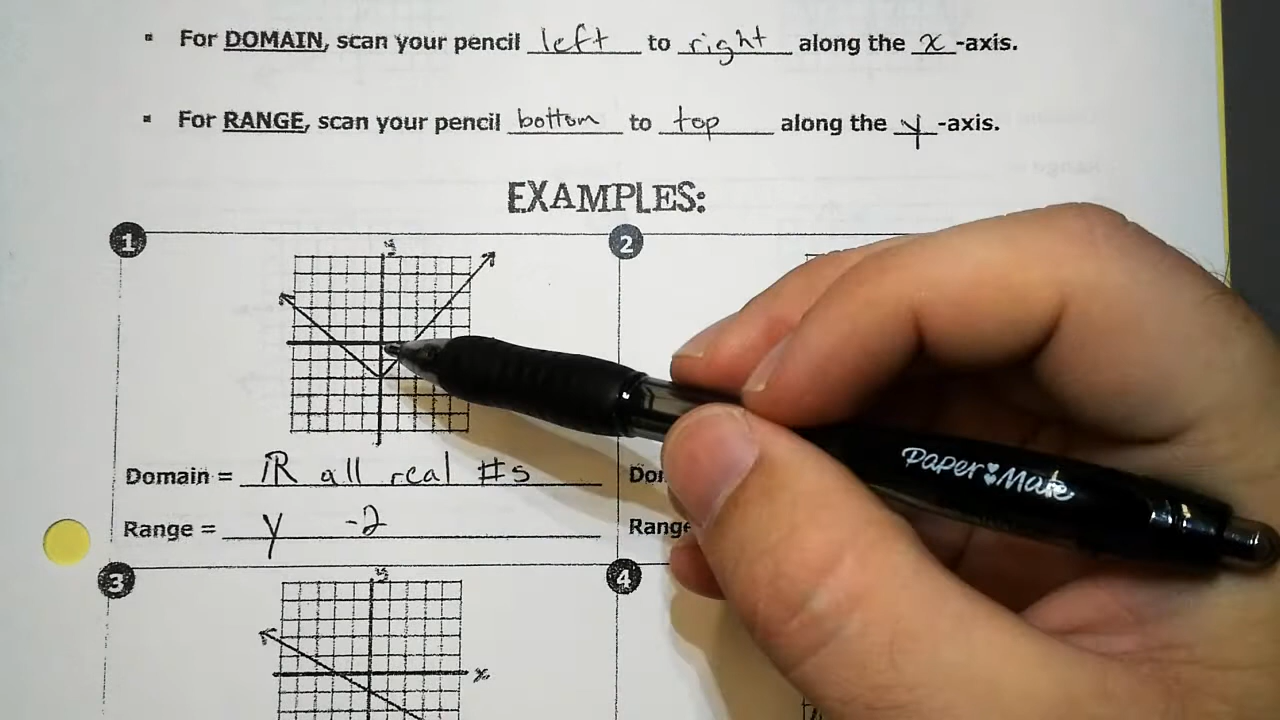 ▪ For DOMAIN, scan your pencil left to right along the x-axis.
▪ For RANGE, scan your pencil bottom to top along the y-axis.
EXAMPLES:
1
y
Domain = ℝ all real #s
Range = y -2
2
Range
Paper Mate
3
y
x
4